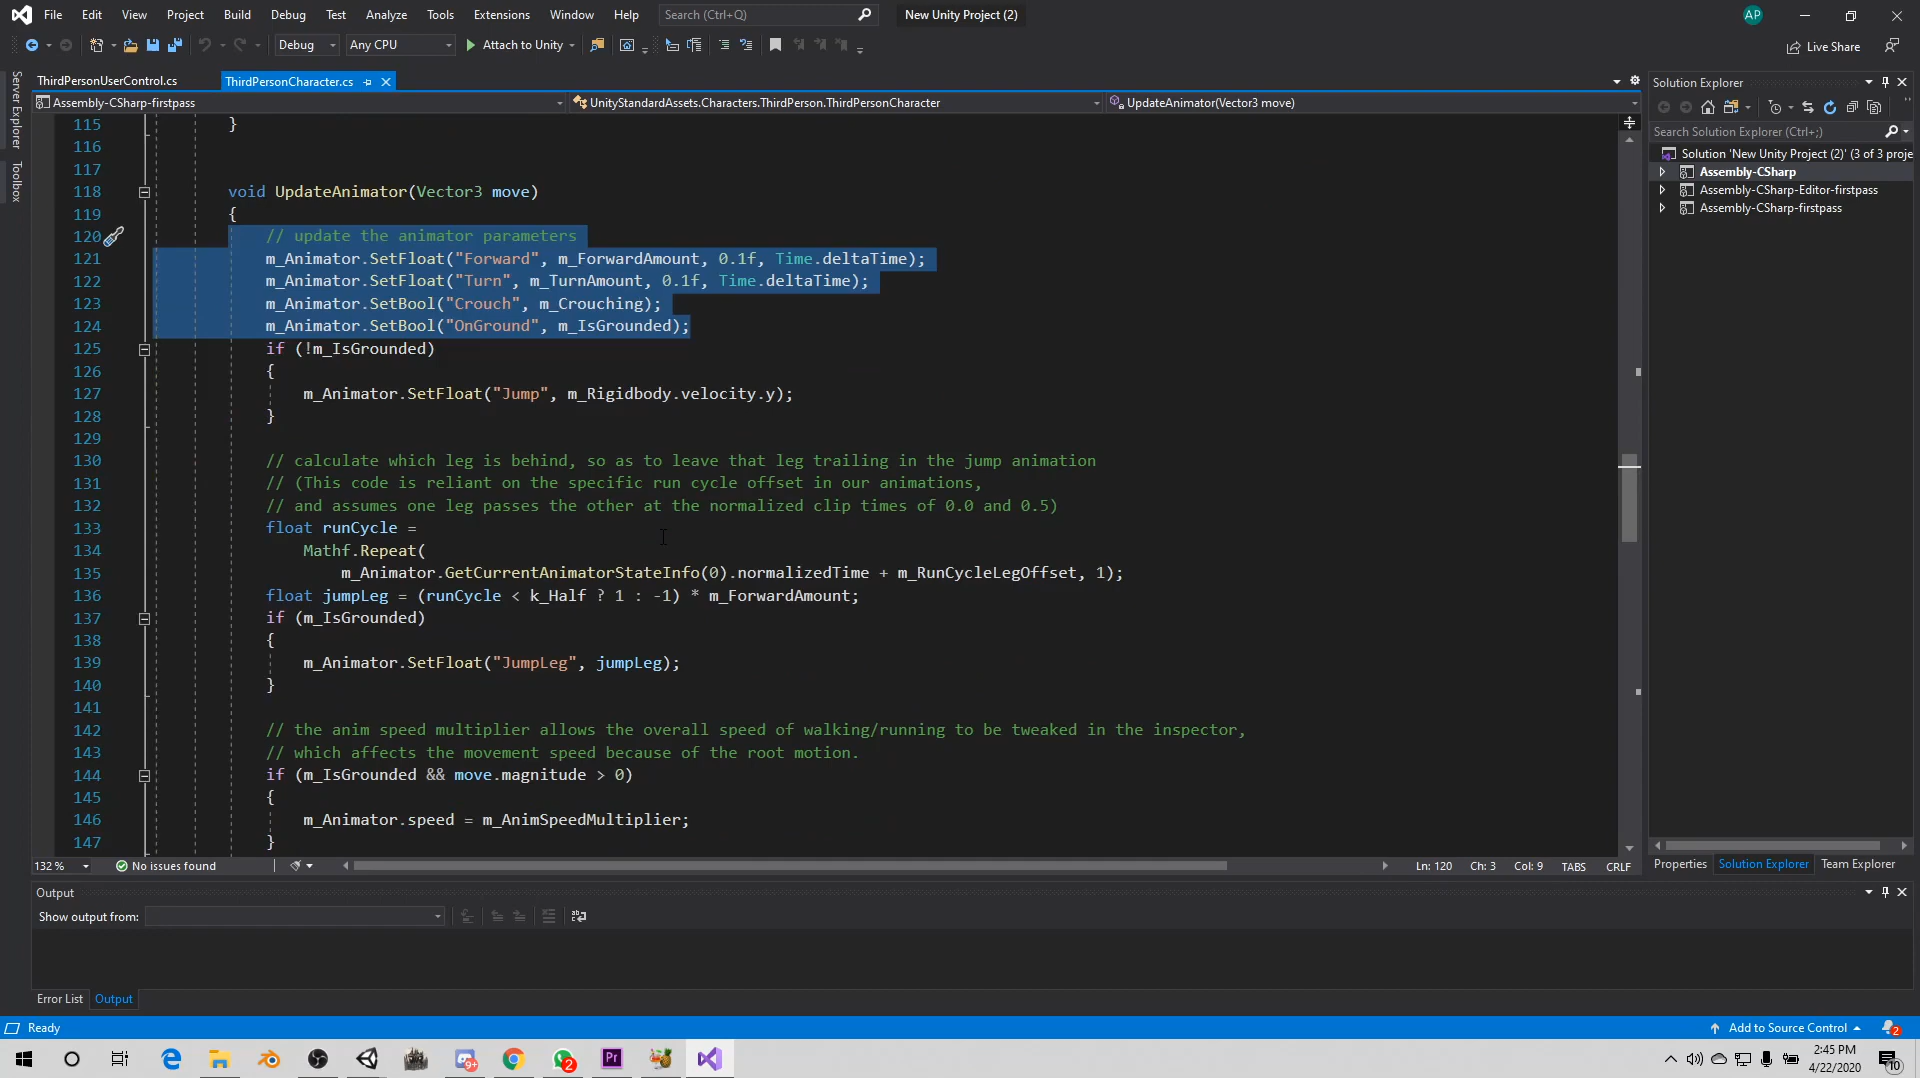 File Edit View Project Build Debug Test Analyze Tools Extensions Window Help Search (Ctrl+Q) New Unity Project (2) AP
Debug Any CPU Attach to Unity Live Share
ThirdPersonUserControl.cs ThirdPersonCharacter.cs
Assembly-CSharp-firstpass UnityStandardAssets.Characters.ThirdPerson.ThirdPersonCharacter UpdateAnimator(Vector3 move)
Server Explorer
Toolbox
115 }
116
117
118 void UpdateAnimator(Vector3 move)
119 {
120 // update the animator parameters
121 m_Animator.SetFloat("Forward", m_ForwardAmount, 0.1f, Time.deltaTime);
122 m_Animator.SetFloat("Turn", m_TurnAmount, 0.1f, Time.deltaTime);
123 m_Animator.SetBool("Crouch", m_Crouching);
124 m_Animator.SetBool("OnGround", m_IsGrounded);
125 if (!m_IsGrounded)
126 {
127 m_Animator.SetFloat("Jump", m_Rigidbody.velocity.y);
128 }
129
130 // calculate which leg is behind, so as to leave that leg trailing in the jump animation
131 // (This code is reliant on the specific run cycle offset in our animations,
132 // and assumes one leg passes the other at the normalized clip times of 0.0 and 0.5)
133 float runCycle =
134 Mathf.Repeat(
135 m_Animator.GetCurrentAnimatorStateInfo(0).normalizedTime + m_RunCycleLegOffset, 1);
136 float jumpLeg = (runCycle < k_Half ? 1 : -1) * m_ForwardAmount;
137 if (m_IsGrounded)
138 {
139 m_Animator.SetFloat("JumpLeg", jumpLeg);
140 }
141
142 // the anim speed multiplier allows the overall speed of walking/running to be tweaked in the inspector,
143 // which affects the movement speed because of the root motion.
144 if (m_IsGrounded && move.magnitude > 0)
145 {
146 m_Animator.speed = m_AnimSpeedMultiplier;
147 }
132 % No issues found Ln: 120 Ch: 3 Col: 9 TABS CRLF
Solution Explorer
Search Solution Explorer (Ctrl+;)
Solution 'New Unity Project (2)' (3 of 3 proje
Assembly-CSharp
Assembly-CSharp-Editor-firstpass
Assembly-CSharp-firstpass
Properties Solution Explorer Team Explorer
Output
Show output from:
Error List Output
Ready Add to Source Control 2
9+ 2 Pr 2:45 PM
4/22/2020 10